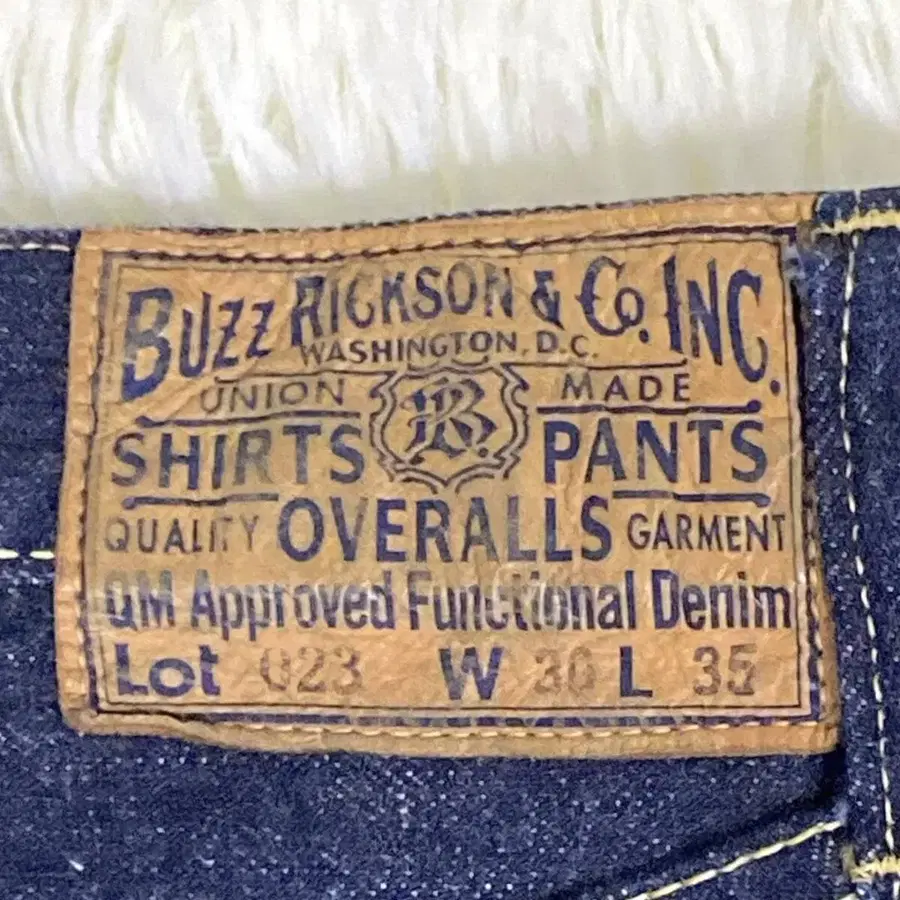 BUZZ RICKSON & CO. INC.
WASHINGTON, D.C.
UNION BR MADE
SHIRTS PANTS
QUALITY OVERALLS GARMENT
QM Approved Functional Denim
Lot 023 W 30 L 35